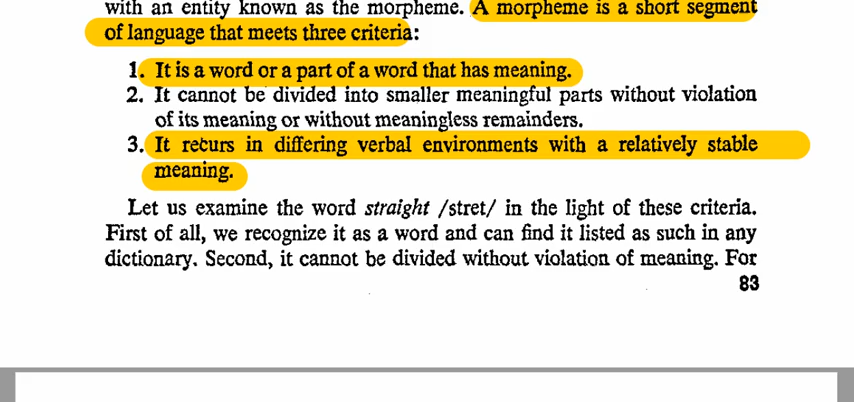 with an entity known as the morpheme. A morpheme is a short segment
of language that meets three criteria:
1. It is a word or a part of a word that has meaning.
2. It cannot be divided into smaller meaningful parts without violation
of its meaning or without meaningless remainders.
3. It recurs in differing verbal environments with a relatively stable
meaning.
Let us examine the word straight /stret/ in the light of these criteria.
First of all, we recognize it as a word and can find it listed as such in any
dictionary. Second, it cannot be divided without violation of meaning. For
83